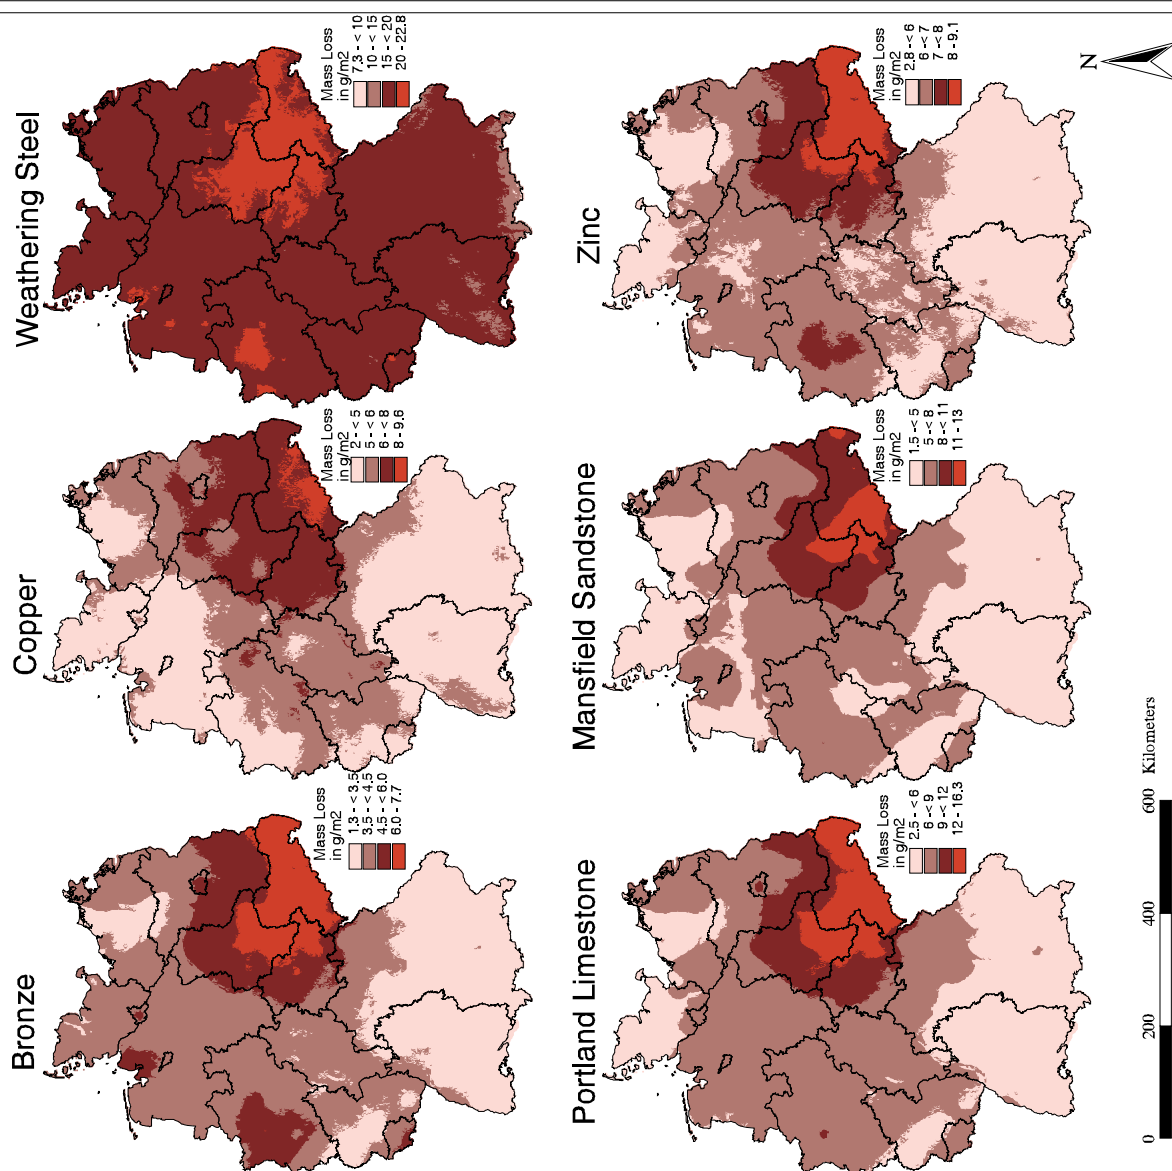 Bronze
Mass Loss
in g/m2
1.3 - < 3.5
3.5 - < 4.5
4.5 - < 6.0
6.0 - 7.7
Copper
Mass Loss
in g/m2
2 - < 5
5 - < 6
6 - < 8
8 - 9.6
Weathering Steel
Mass Loss
in g/m2
7.3 - < 10
10 - < 15
15 - < 20
20 - 22.8
Portland Limestone
Mass Loss
in g/m2
2.5 - < 6
6 - < 9
9 - < 12
12 - 16.3
Mansfield Sandstone
Mass Loss
in g/m2
1.5 - < 5
5 - < 8
8 - < 11
11 - 13
Zinc
Mass Loss
in g/m2
2.8 - < 6
6 - < 7
7 - < 8
8 - 9.1
0 200 400 600 Kilometers
N